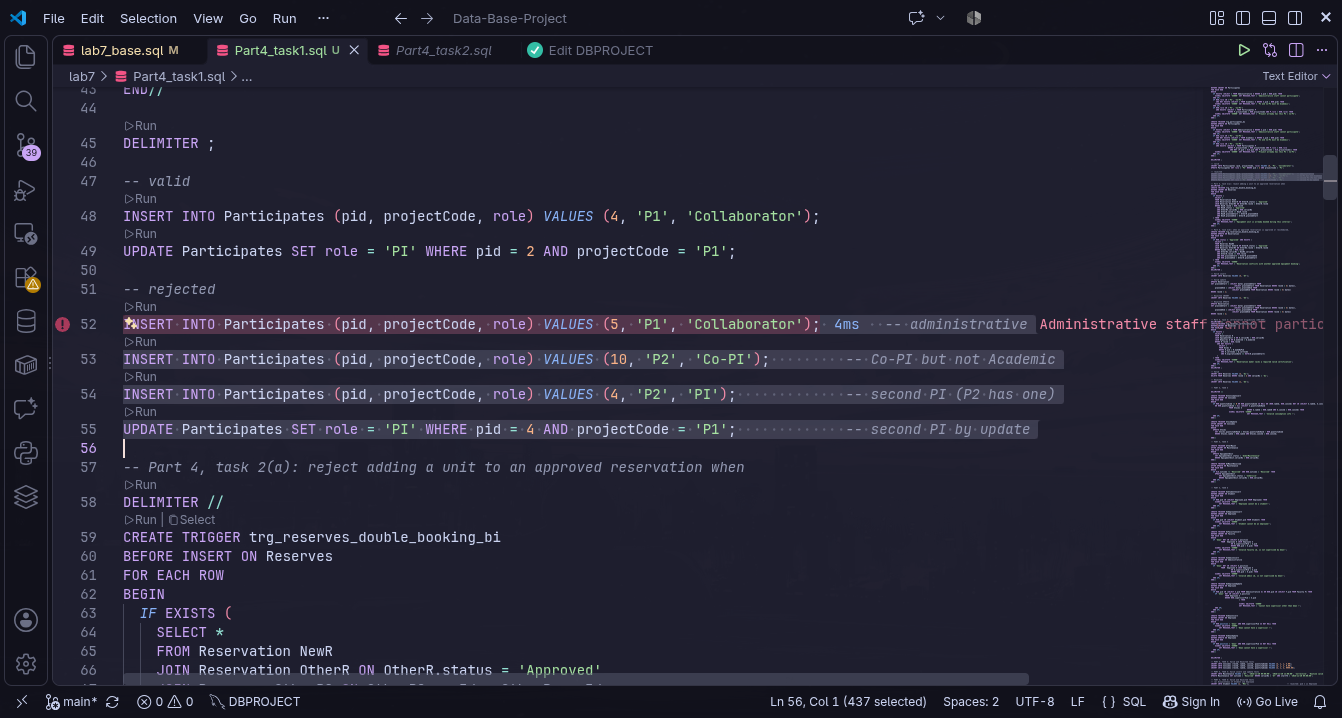 File Edit Selection View Go Run ··· Data-Base-Project
lab7_base.sql M Part4_task1.sql U Part4_task2.sql Edit DBPROJECT
lab7 > Part4_task1.sql > ...
Text Editor
43 END//
44
Run
45 DELIMITER ;
46
47 -- valid
Run
48 INSERT INTO Participates (pid, projectCode, role) VALUES (4, 'P1', 'Collaborator');
Run
49 UPDATE Participates SET role = 'PI' WHERE pid = 2 AND projectCode = 'P1';
50
51 -- rejected
Run
52 INSERT INTO Participates (pid, projectCode, role) VALUES (5, 'P1', 'Collaborator'); 4ms -- administrative Administrative staff cannot partic
Run
53 INSERT INTO Participates (pid, projectCode, role) VALUES (10, 'P2', 'Co-PI'); -- Co-PI but not Academic
Run
54 INSERT INTO Participates (pid, projectCode, role) VALUES (4, 'P2', 'PI'); -- second PI (P2 has one)
Run
55 UPDATE Participates SET role = 'PI' WHERE pid = 4 AND projectCode = 'P1'; -- second PI by update
56
57 -- Part 4, task 2(a): reject adding a unit to an approved reservation when
Run
58 DELIMITER //
Run | Select
59 CREATE TRIGGER trg_reserves_double_booking_bi
60 BEFORE INSERT ON Reserves
61 FOR EACH ROW
62 BEGIN
63 IF EXISTS (
64 SELECT *
65 FROM Reservation NewR
66 JOIN Reservation OtherR ON OtherR.status = 'Approved'
39
main* 0 0 DBPROJECT Ln 56, Col 1 (437 selected) Spaces: 2 UTF-8 LF { } SQL Sign In Go Live